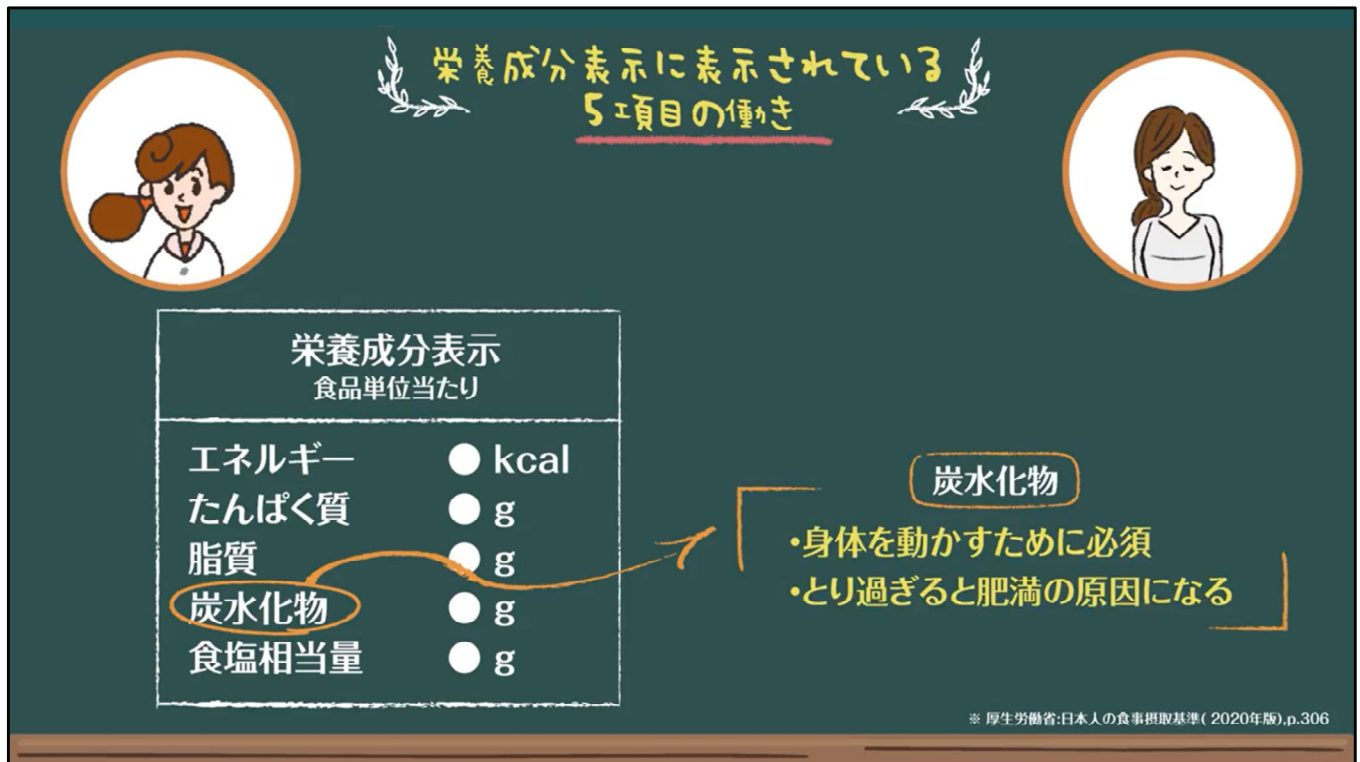 栄養成分表示に表示されている
5項目の働き
栄養成分表示
食品単位当たり
エネルギー ●kcal
たんぱく質 ●g
脂質 ●g
炭水化物 ●g
食塩相当量 ●g
炭水化物
・身体を動かすために必須
・とり過ぎると肥満の原因になる
※ 厚生労働省:日本人の食事摂取基準( 2020年版),p.306